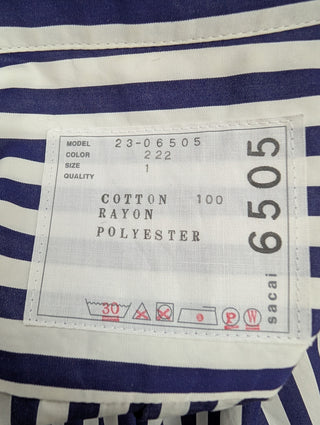 MODEL 23-06505
COLOR 222
SIZE 1
QUALITY
COTTON 100
RAYON
POLYESTER
30 P W
sacai 6505